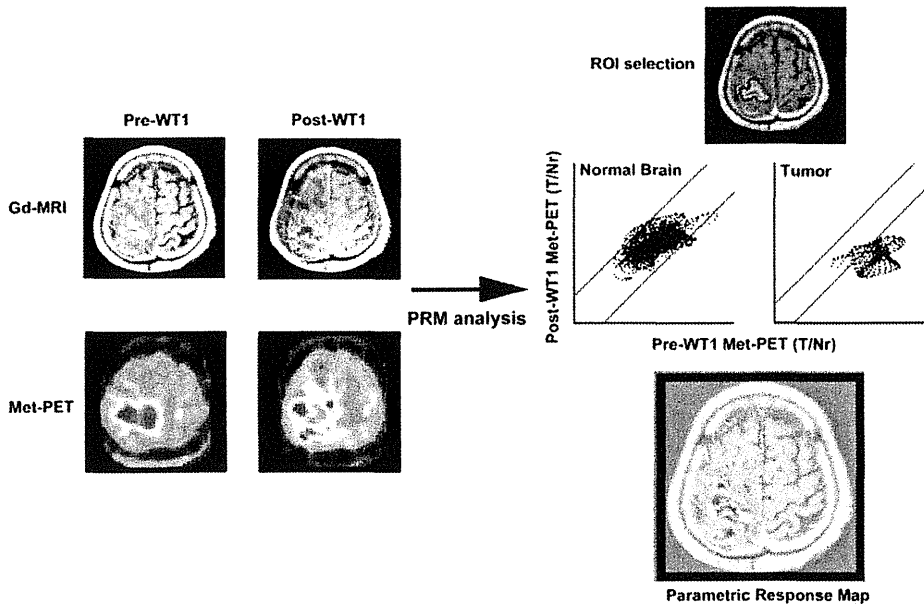 ROI selection
Pre-WT1
Post-WT1
Gd-MRI
Normal Brain
Tumor
Post-WT1 Met-PET (T/Nr)
PRM analysis
Pre-WT1 Met-PET (T/Nr)
Met-PET
Parametric Response Map